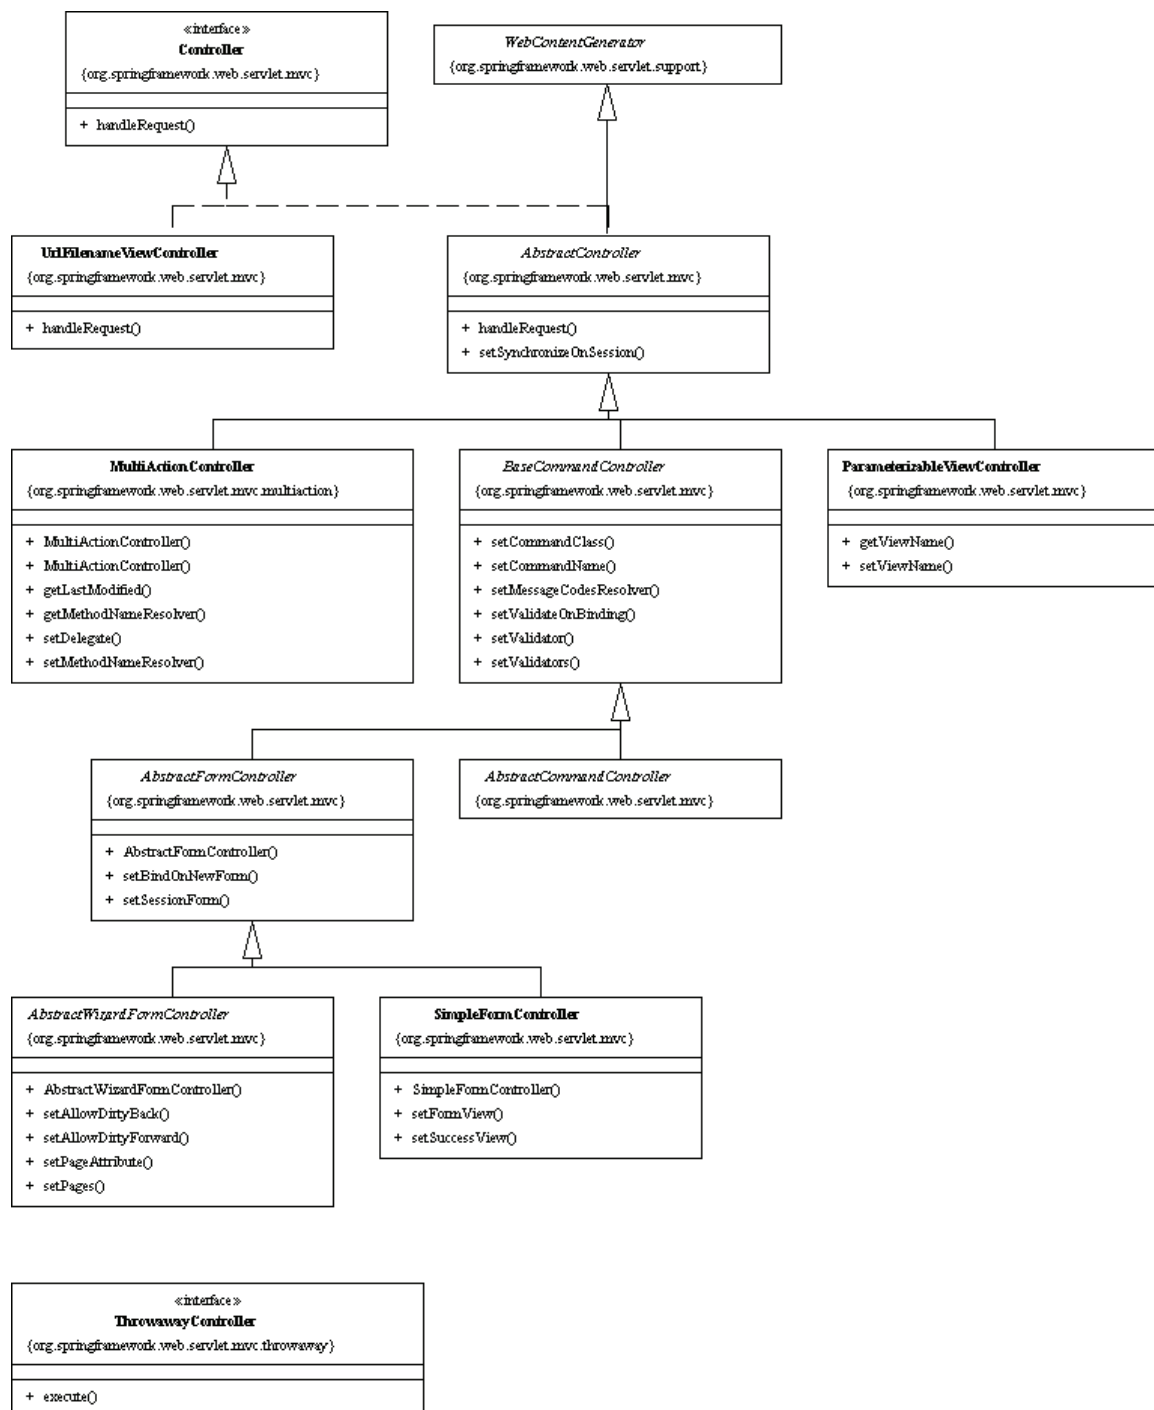 «interface»
Controller
{org.springframework.web.servlet.mvc}
+ handleRequest()
WebContentGenerator
{org.springframework.web.servlet.support}
UrlFilenameViewController
{org.springframework.web.servlet.mvc}
+ handleRequest()
AbstractController
{org.springframework.web.servlet.mvc}
+ handleRequest()
+ setSynchronizeOnSession()
MultiActionController
{org.springframework.web.servlet.mvc.multiaction}
+ MultiActionController()
+ MultiActionController()
+ getLastModified()
+ getMethodNameResolver()
+ setDelegate()
+ setMethodNameResolver()
BaseCommandController
{org.springframework.web.servlet.mvc}
+ setCommandClass()
+ setCommandName()
+ setMessageCodesResolver()
+ setValidateOnBinding()
+ setValidator()
+ setValidators()
ParameterizableViewController
{org.springframework.web.servlet.mvc}
+ getViewName()
+ setViewName()
AbstractFormController
{org.springframework.web.servlet.mvc}
+ AbstractFormController()
+ setBindOnNewForm()
+ setSessionForm()
AbstractCommandController
{org.springframework.web.servlet.mvc}
AbstractWizardFormController
{org.springframework.web.servlet.mvc}
+ AbstractWizardFormController()
+ setAllowDirtyBack()
+ setAllowDirtyForward()
+ setPageAttribute()
+ setPages()
SimpleFormController
{org.springframework.web.servlet.mvc}
+ SimpleFormController()
+ setFormView()
+ setSuccessView()
«interface»
ThrowawayController
{org.springframework.web.servlet.mvc.throwaway}
+ execute()